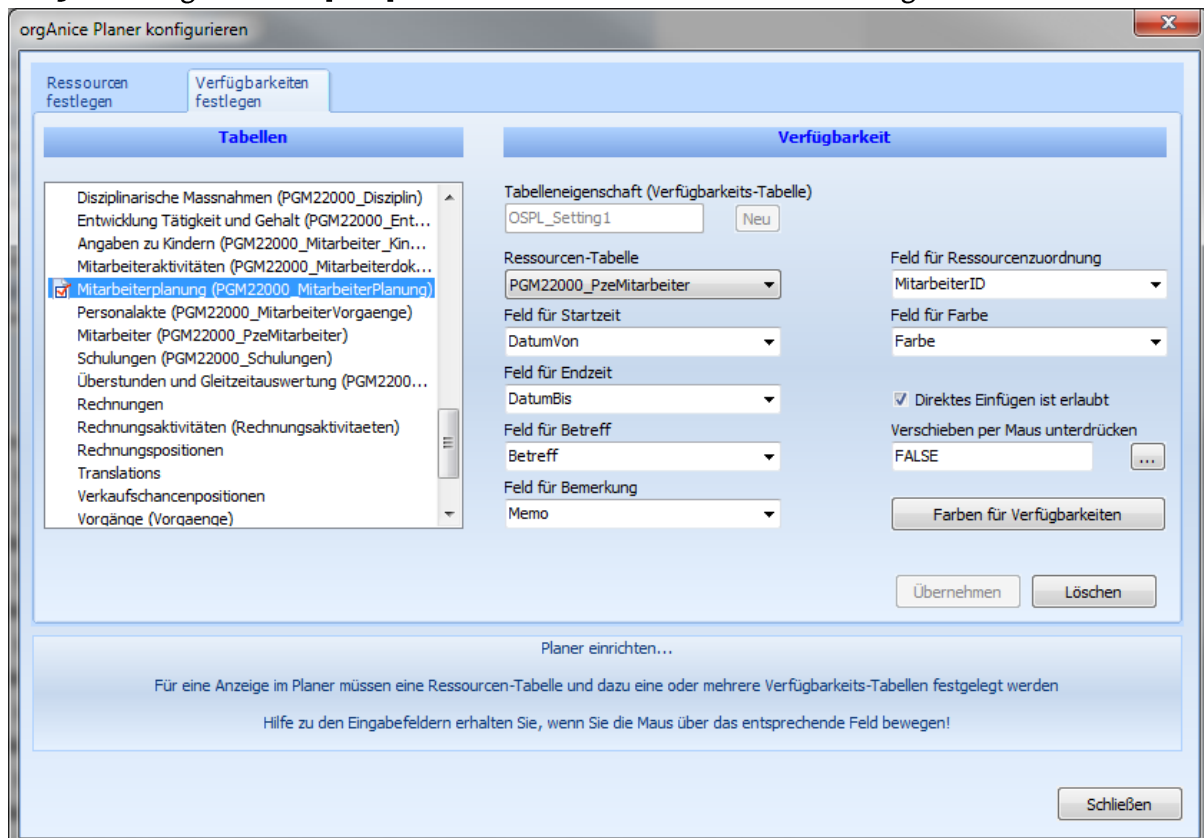 orgAnice Planer konfigurieren
Ressourcen
festlegen
Verfügbarkeiten
festlegen
Tabellen
Disziplinarische Massnahmen (PGM22000_Disziplin)
Entwicklung Tätigkeit und Gehalt (PGM22000_Ent...
Angaben zu Kindern (PGM22000_Mitarbeiter_Kin...
Mitarbeiteraktivitäten (PGM22000_Mitarbeiterdok...
Mitarbeiterplanung (PGM22000_MitarbeiterPlanung)
Personalakte (PGM22000_MitarbeiterVorgaenge)
Mitarbeiter (PGM22000_PzeMitarbeiter)
Schulungen (PGM22000_Schulungen)
Überstunden und Gleitzeitauswertung (PGM2200...
Rechnungen
Rechnungsaktivitäten (Rechnungsaktivitaeten)
Rechnungspositionen
Translations
Verkaufschancenpositionen
Vorgänge (Vorgaenge)
Verfügbarkeit
Tabelleneigenschaft (Verfügbarkeits-Tabelle)
OSPL_Setting1 Neu
Ressourcen-Tabelle
PGM22000_PzeMitarbeiter
Feld für Startzeit
DatumVon
Feld für Endzeit
DatumBis
Feld für Betreff
Betreff
Feld für Bemerkung
Memo
Feld für Ressourcenzuordnung
MitarbeiterID
Feld für Farbe
Farbe
Direktes Einfügen ist erlaubt
Verschieben per Maus unterdrücken
FALSE ...
Farben für Verfügbarkeiten
Übernehmen Löschen
Planer einrichten...
Für eine Anzeige im Planer müssen eine Ressourcen-Tabelle und dazu eine oder mehrere Verfügbarkeits-Tabellen festgelegt werden
Hilfe zu den Eingabefeldern erhalten Sie, wenn Sie die Maus über das entsprechende Feld bewegen!
Schließen